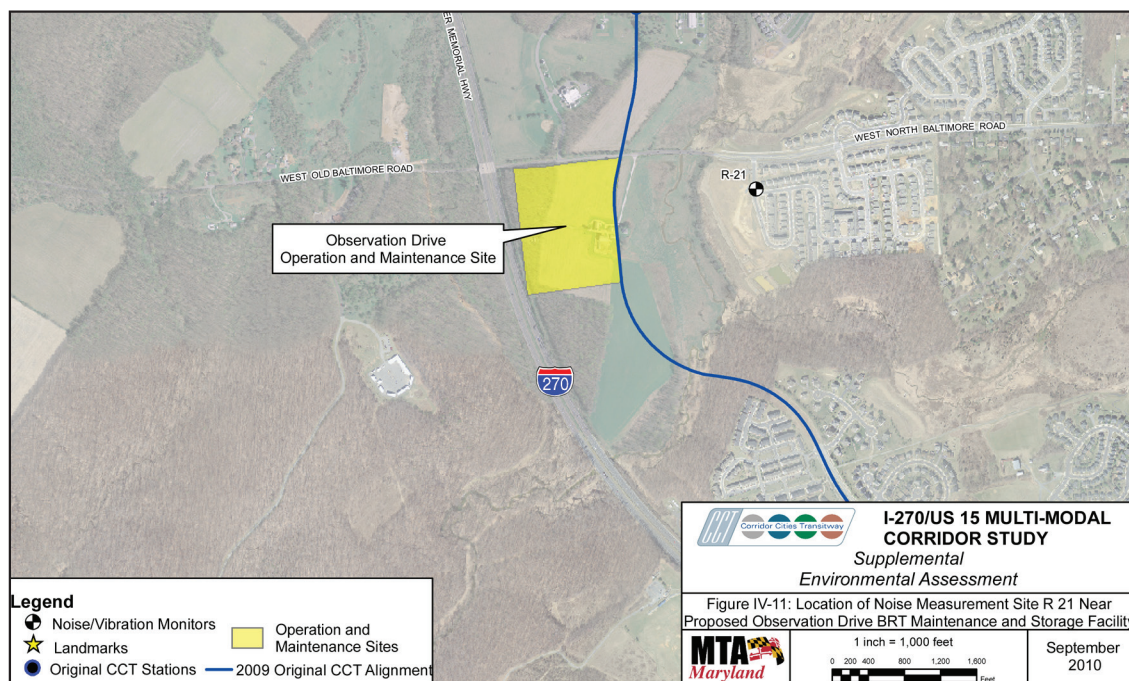 ER MEMORIAL HWY
WEST NORTH BALTIMORE ROAD
WEST OLD BALTIMORE ROAD
R-21
Observation Drive
Operation and Maintenance Site
270
CCT
Corridor Cities Transitway
I-270/US 15 MULTI-MODAL
CORRIDOR STUDY
Supplemental
Environmental Assessment
Figure IV-11: Location of Noise Measurement Site R 21 Near
Proposed Observation Drive BRT Maintenance and Storage Facility
Legend
Noise/Vibration Monitors
Landmarks
Original CCT Stations
Operation and
Maintenance Sites
2009 Original CCT Alignment
MTA
Maryland
1 inch = 1,000 feet
0 200 400 800 1,200 1,600
Feet
September
2010